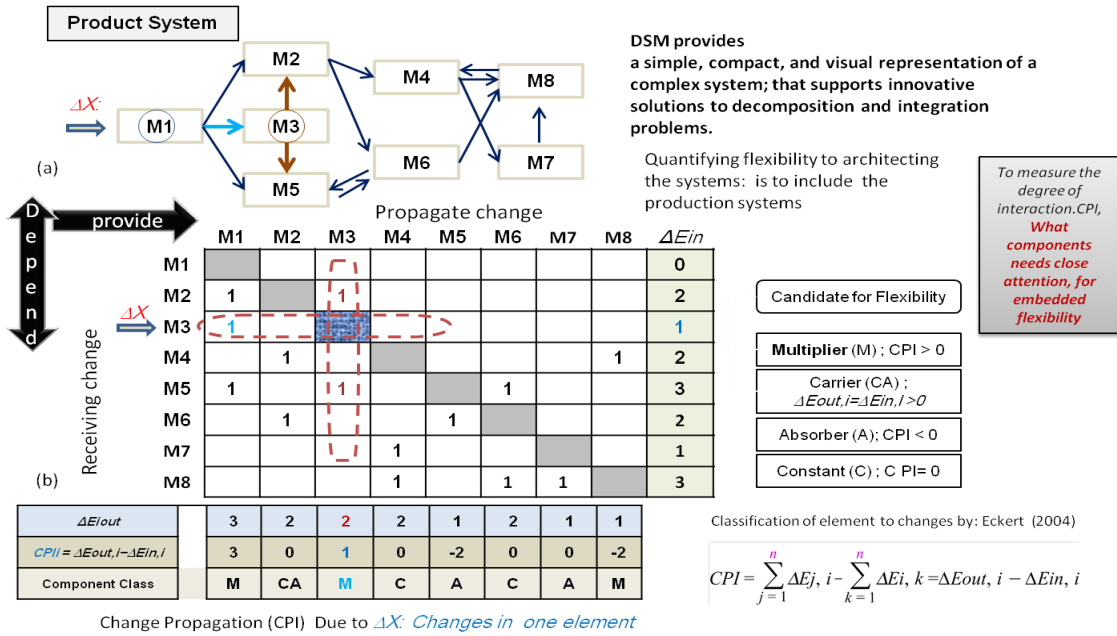 Product System
M2
M4
M8
ΔX:
M1
M3
M6
M7
M5
(a)
DSM provides
a simple, compact, and visual representation of a
complex system; that supports innovative
solutions to decomposition and integration
problems.
Quantifying flexibility to architecting
the systems: is to include the
production systems
To measure the
degree of
interaction.CPI,
What
components
needs close
attention, for
embedded
flexibility
Depend
provide
Propagate change
M1 M2 M3 M4 M5 M6 M7 M8 ΔEin
M1 0
M2 1 1 2
ΔX
M3 1 1
M4 1 1 2
M5 1 1 1 3
M6 1 1 2
M7 1 1
M8 1 1 1 3
Receiving change
(b)
Candidate for Flexibility
Multiplier (M) ; CPI > 0
Carrier (CA) ;
ΔEout,i=ΔEin,I >0
Absorber (A); CPI < 0
Constant (C) ; C PI= 0
ΔEiout 3 2 2 2 1 2 1 1
CPIi = ΔEout,i–ΔEin,i 3 0 1 0 -2 0 0 -2
Component Class M CA M C A C A M
Classification of element to changes by: Eckert (2004)
CPI = n ∑ j = 1 ΔEj, i - n ∑ k = 1 ΔEi, k =ΔEout, i – ΔEin, i
Change Propagation (CPI) Due to ΔX: Changes in one element